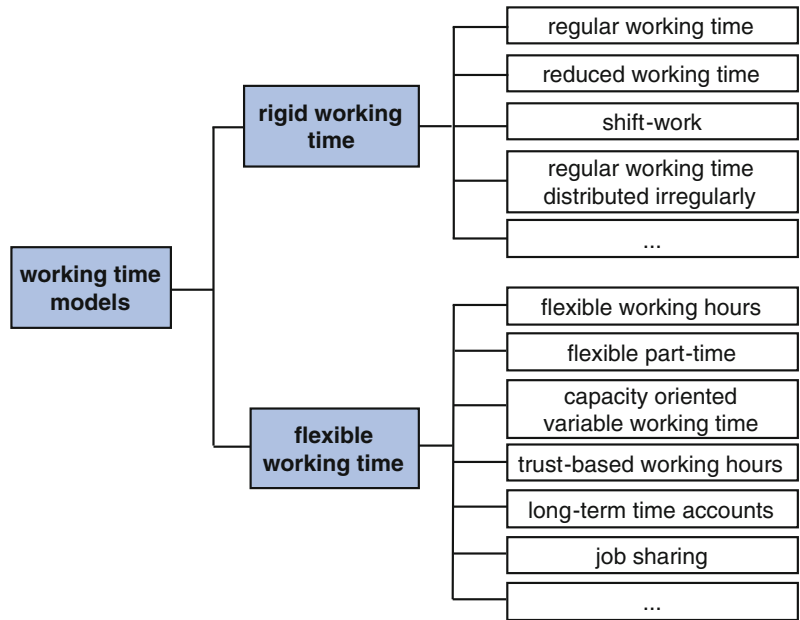 working time
models
rigid working
time
regular working time
reduced working time
shift-work
regular working time
distributed irregularly
...
flexible
working time
flexible working hours
flexible part-time
capacity oriented
variable working time
trust-based working hours
long-term time accounts
job sharing
...